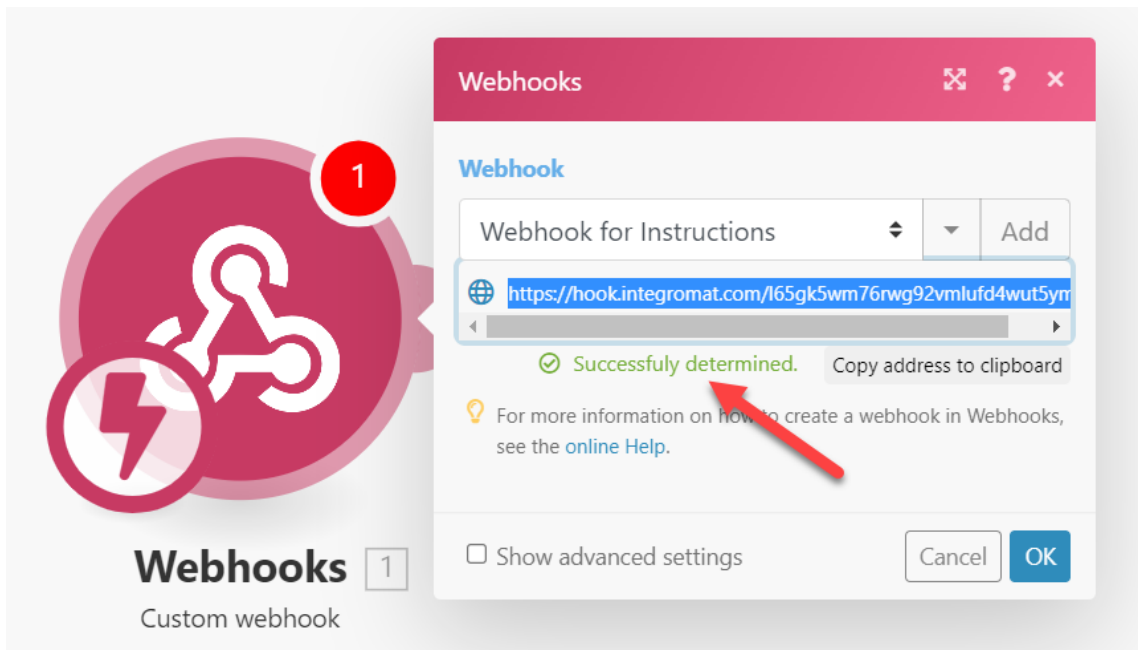 Webhooks
?
×
Webhook
Webhook for Instructions
Add
https://hook.integromat.com/l65gk5wm76rwg92vmlufd4wut5ym
Successfuly determined.
Copy address to clipboard
For more information on how to create a webhook in Webhooks,
see the online Help.
Show advanced settings
Cancel
OK
1
Webhooks
1
Custom webhook